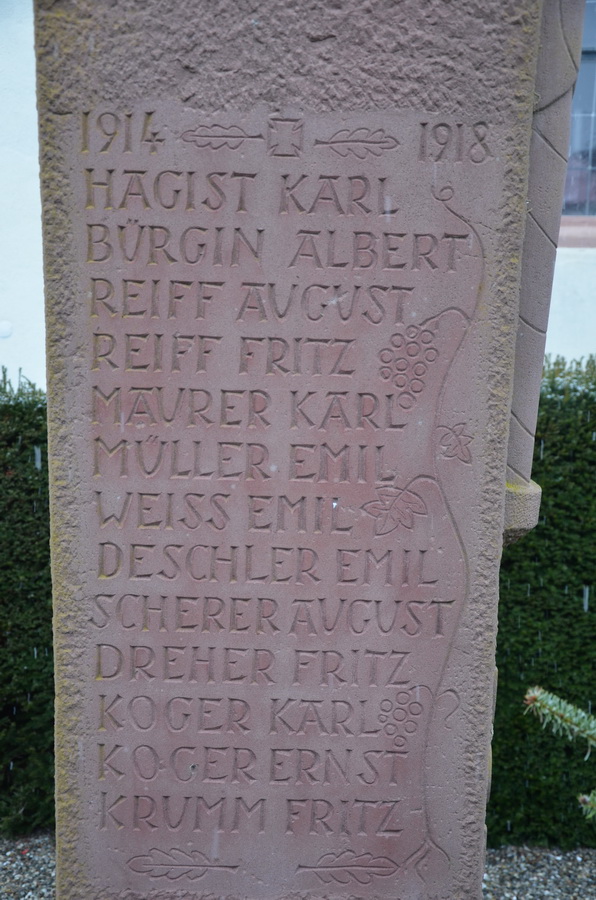 1914 1918
HAGIST KARL
BÜRGIN ALBERT
REIFF AUGUST
REIFF FRITZ
MAURER KARL
MÜLLER EMIL
WEISS EMIL
DESCHLER EMIL
SCHERER AUGUST
DREHER FRITZ
KOGER KARL
KOGER ERNST
KRUMM FRITZ